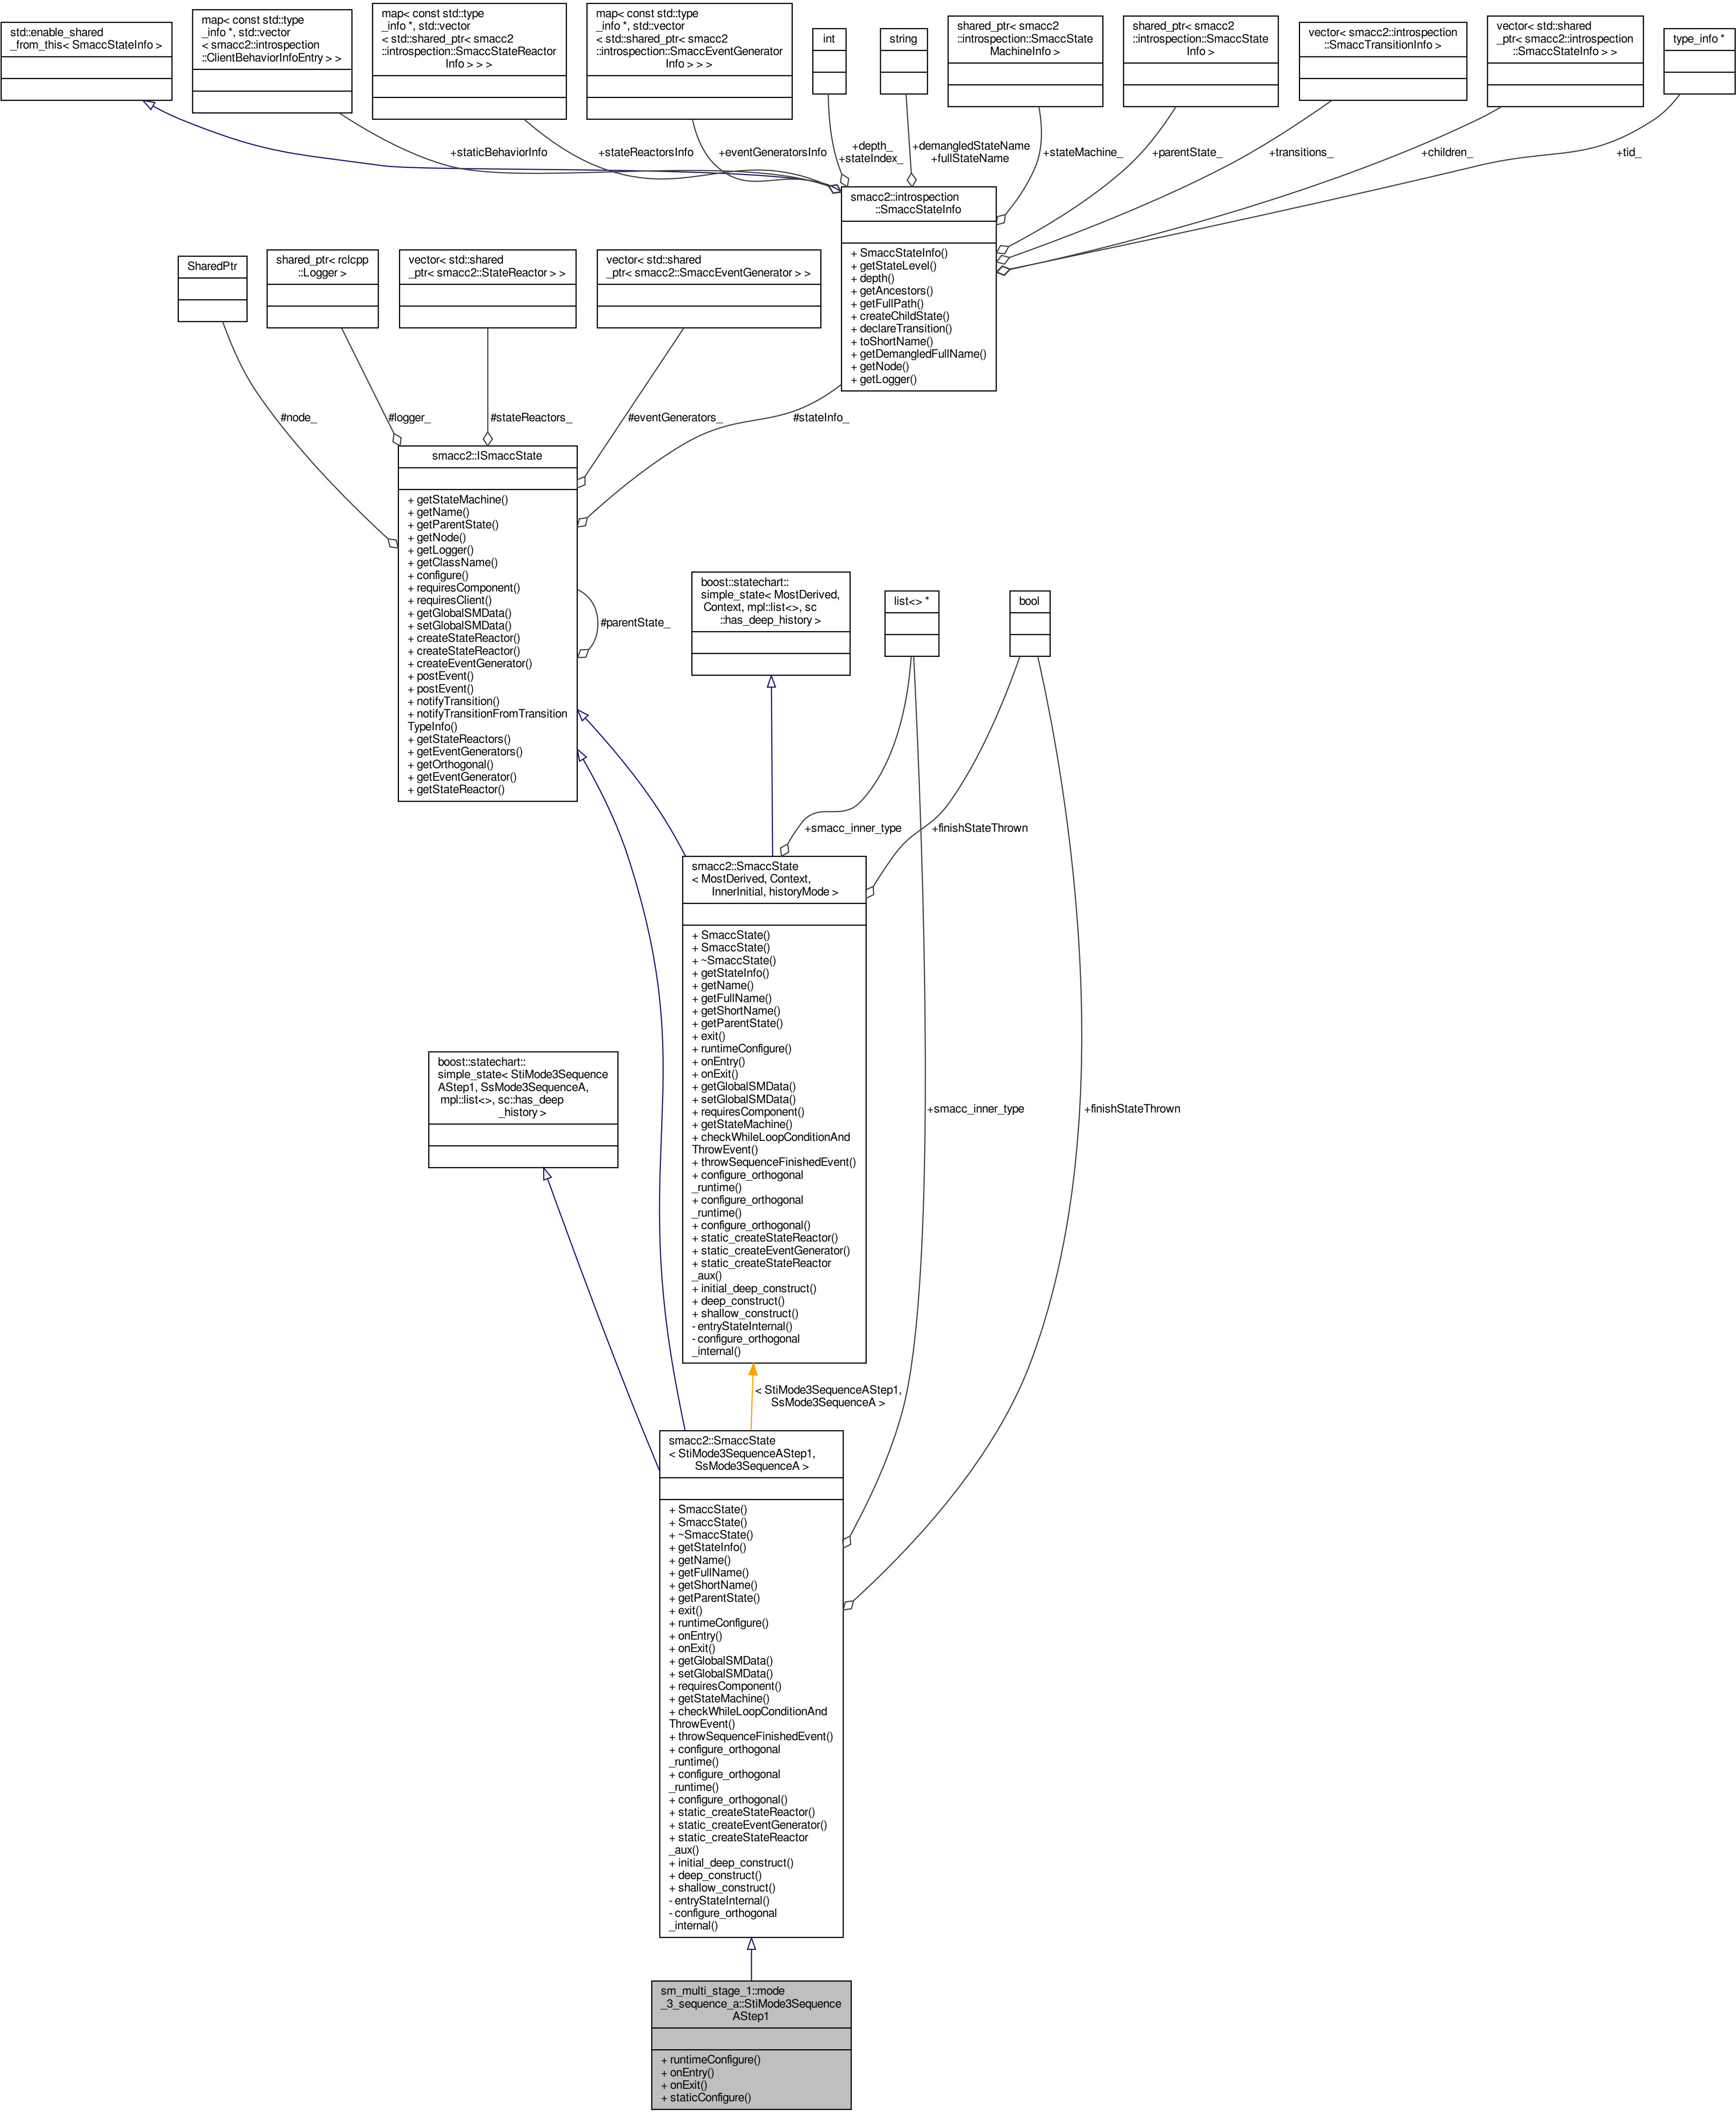 std::enable_shared
_from_this< SmaccStateInfo >
map< const std::type
_info *, std::vector
< smacc2::introspection
::ClientBehaviorInfoEntry > >
map< const std::type
_info *, std::vector
< std::shared_ptr< smacc2
::introspection::SmaccStateReactor
Info > > >
map< const std::type
_info *, std::vector
< std::shared_ptr< smacc2
::introspection::SmaccEventGenerator
Info > > >
int
string
shared_ptr< smacc2
::introspection::SmaccState
MachineInfo >
shared_ptr< smacc2
::introspection::SmaccState
Info >
vector< smacc2::introspection
::SmaccTransitionInfo >
vector< std::shared
_ptr< smacc2::introspection
::SmaccStateInfo > >
type_info *
+staticBehaviorInfo
+stateReactorsInfo
+eventGeneratorsInfo
+depth_
+stateIndex_
+demangledStateName
+fullStateName
+stateMachine_
+parentState_
+transitions_
+children_
+tid_
smacc2::introspection
::SmaccStateInfo
+ SmaccStateInfo()
+ getStateLevel()
+ depth()
+ getAncestors()
+ getFullPath()
+ createChildState()
+ declareTransition()
+ toShortName()
+ getDemangledFullName()
+ getNode()
+ getLogger()
SharedPtr
shared_ptr< rclcpp
::Logger >
vector< std::shared
_ptr< smacc2::StateReactor > >
vector< std::shared
_ptr< smacc2::SmaccEventGenerator > >
#node_
#logger_
#stateReactors_
#eventGenerators_
#stateInfo_
smacc2::ISmaccState
+ getStateMachine()
+ getName()
+ getParentState()
+ getNode()
+ getLogger()
+ getClassName()
+ configure()
+ requiresComponent()
+ requiresClient()
+ getGlobalSMData()
+ setGlobalSMData()
+ createStateReactor()
+ createStateReactor()
+ createEventGenerator()
+ postEvent()
+ postEvent()
+ notifyTransition()
+ notifyTransitionFromTransition
TypeInfo()
+ getStateReactors()
+ getEventGenerators()
+ getOrthogonal()
+ getEventGenerator()
+ getStateReactor()
#parentState_
boost::statechart::
simple_state< MostDerived,
Context, mpl::list<>, sc
::has_deep_history >
list<> *
bool
+smacc_inner_type
+finishStateThrown
smacc2::SmaccState
< MostDerived, Context,
InnerInitial, historyMode >
+ SmaccState()
+ SmaccState()
+ ~SmaccState()
+ getStateInfo()
+ getName()
+ getFullName()
+ getShortName()
+ getParentState()
+ exit()
+ runtimeConfigure()
+ onEntry()
+ onExit()
+ getGlobalSMData()
+ setGlobalSMData()
+ requiresComponent()
+ getStateMachine()
+ checkWhileLoopConditionAnd
ThrowEvent()
+ throwSequenceFinishedEvent()
+ configure_orthogonal
_runtime()
+ configure_orthogonal
_runtime()
+ configure_orthogonal()
+ static_createStateReactor()
+ static_createEventGenerator()
+ static_createStateReactor
_aux()
+ initial_deep_construct()
+ deep_construct()
+ shallow_construct()
- entryStateInternal()
- configure_orthogonal
_internal()
+smacc_inner_type
+finishStateThrown
boost::statechart::
simple_state< StiMode3Sequence
AStep1, SsMode3SequenceA,
mpl::list<>, sc::has_deep
_history >
< StiMode3SequenceAStep1,
SsMode3SequenceA >
smacc2::SmaccState
< StiMode3SequenceAStep1,
SsMode3SequenceA >
+ SmaccState()
+ SmaccState()
+ ~SmaccState()
+ getStateInfo()
+ getName()
+ getFullName()
+ getShortName()
+ getParentState()
+ exit()
+ runtimeConfigure()
+ onEntry()
+ onExit()
+ getGlobalSMData()
+ setGlobalSMData()
+ requiresComponent()
+ getStateMachine()
+ checkWhileLoopConditionAnd
ThrowEvent()
+ throwSequenceFinishedEvent()
+ configure_orthogonal
_runtime()
+ configure_orthogonal
_runtime()
+ configure_orthogonal()
+ static_createStateReactor()
+ static_createEventGenerator()
+ static_createStateReactor
_aux()
+ initial_deep_construct()
+ deep_construct()
+ shallow_construct()
- entryStateInternal()
- configure_orthogonal
_internal()
sm_multi_stage_1::mode
_3_sequence_a::StiMode3Sequence
AStep1
+ runtimeConfigure()
+ onEntry()
+ onExit()
+ staticConfigure()